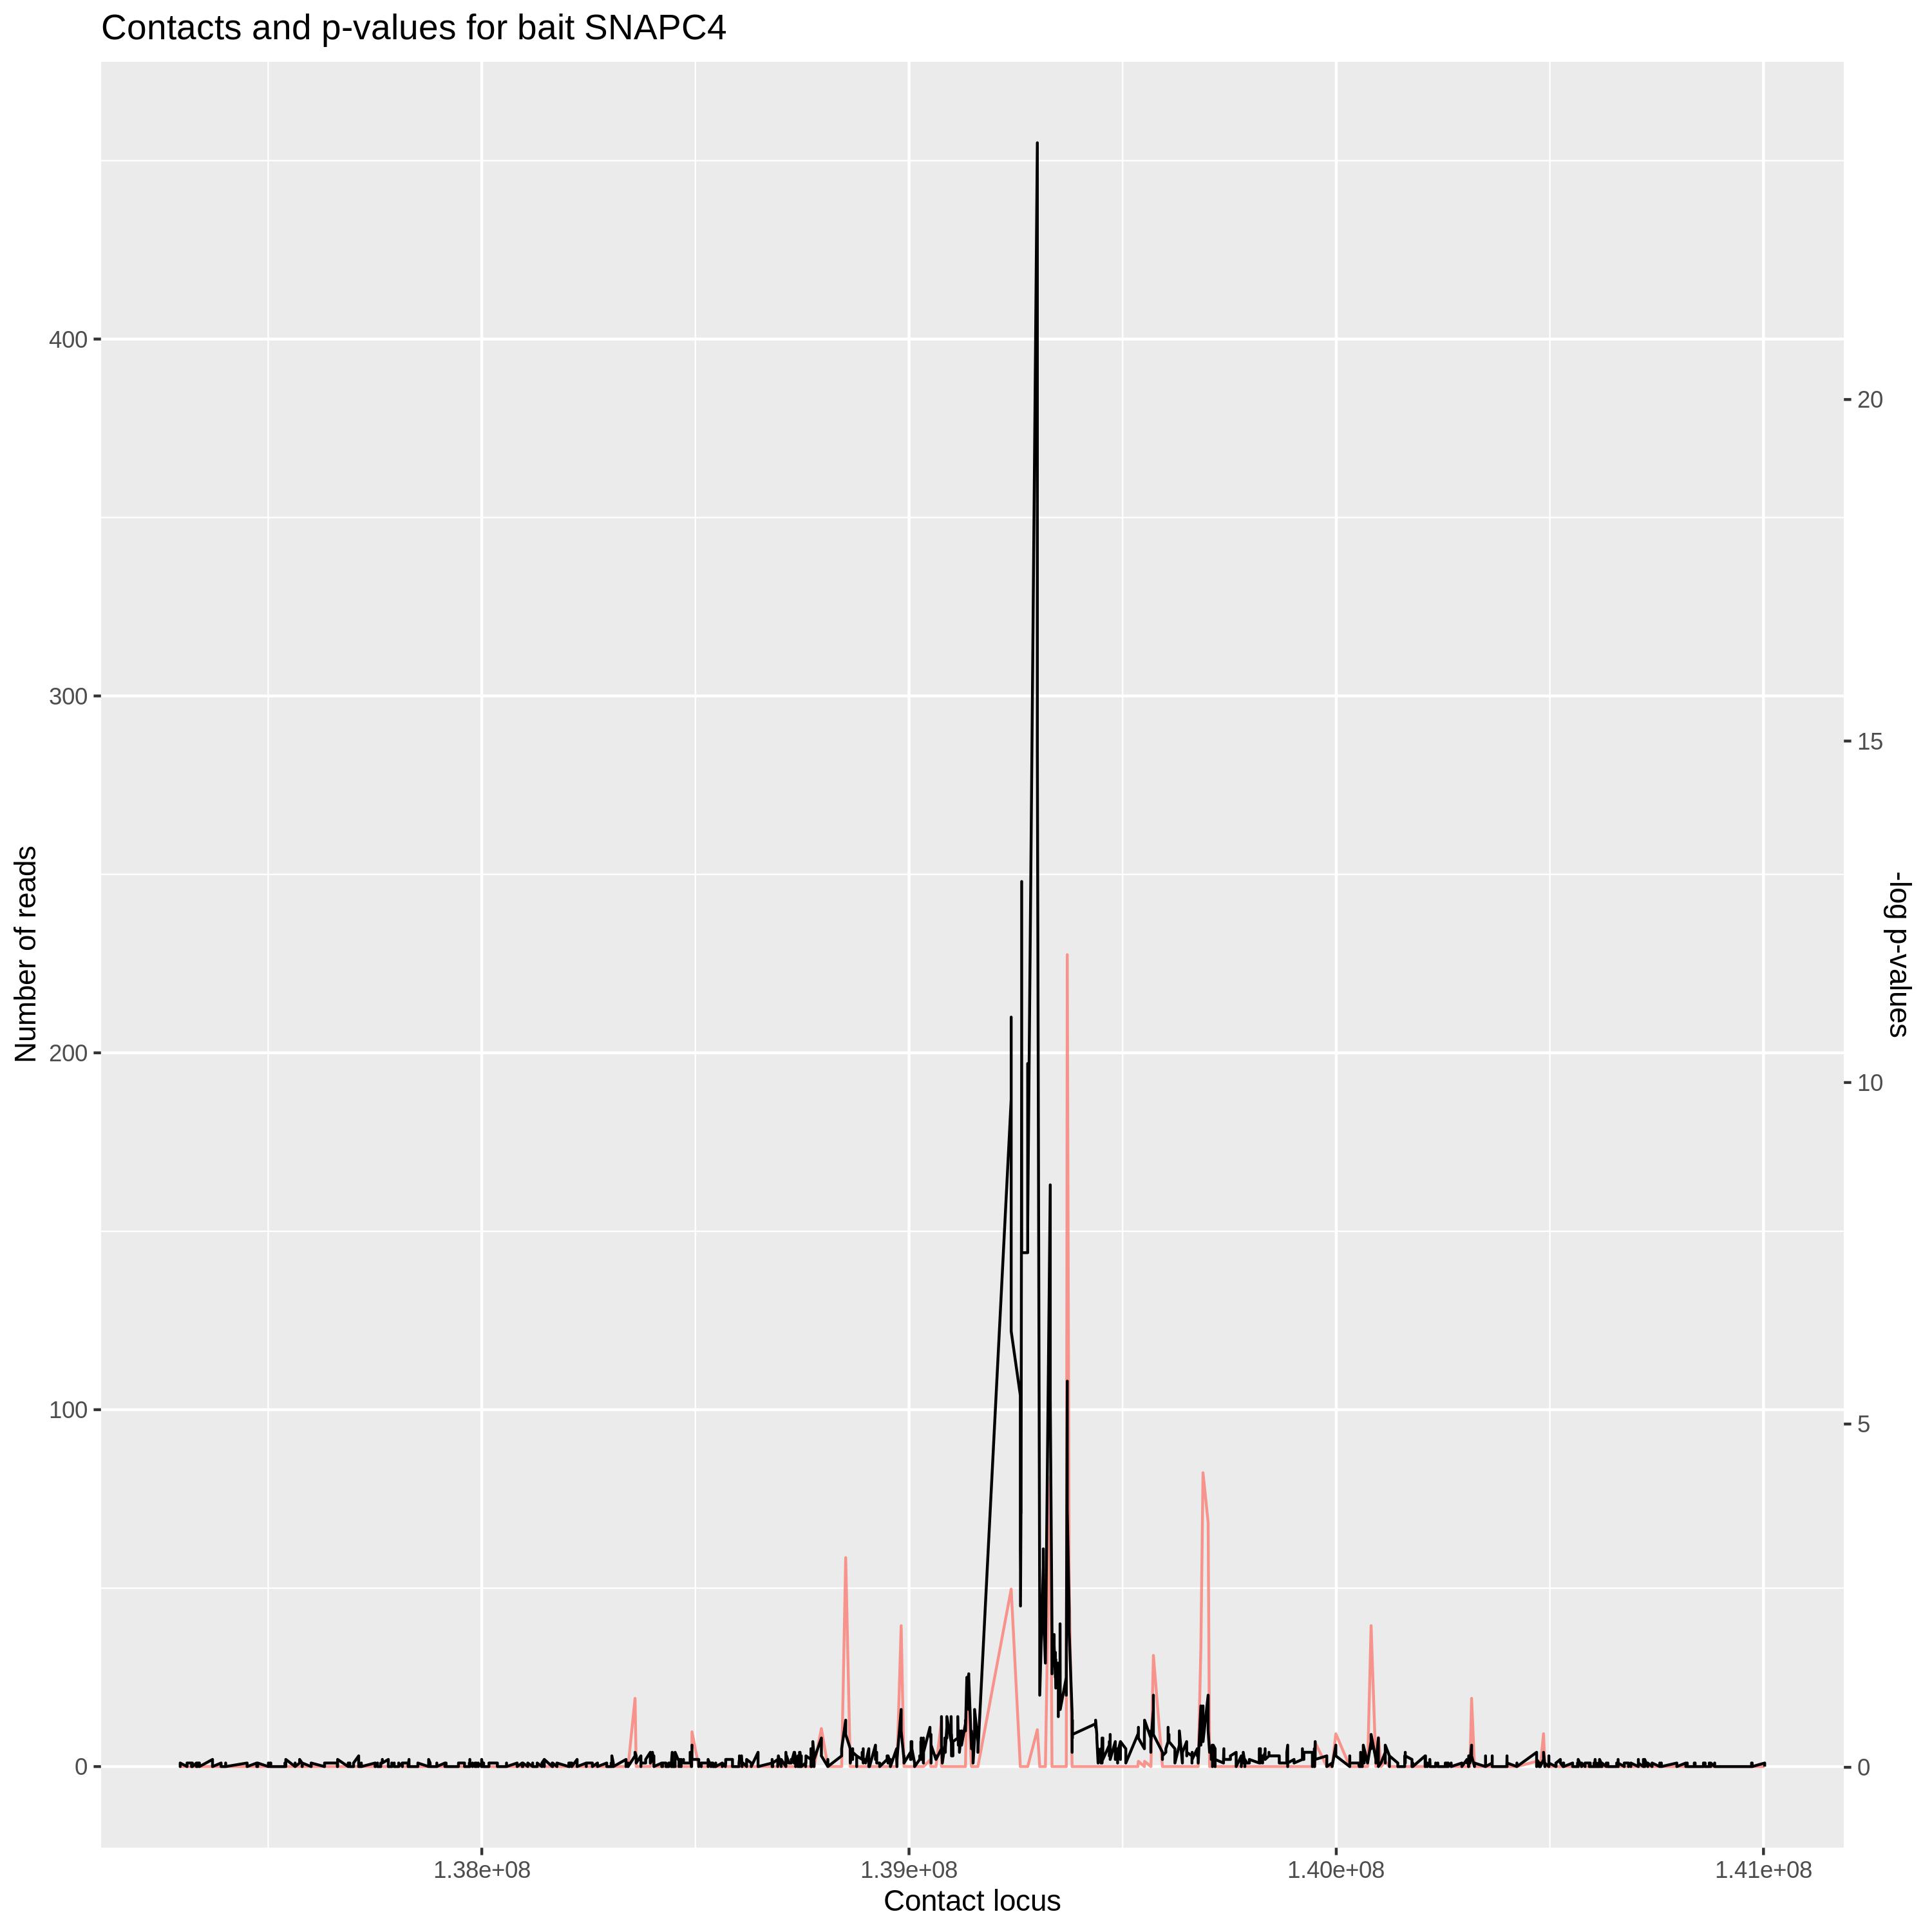 Contacts and p-values for bait SNAPC4
400
300
200
100
0
Number of reads
20
15
10
5
0
-log p-values
1.38e+08
1.39e+08
1.40e+08
1.41e+08
Contact locus